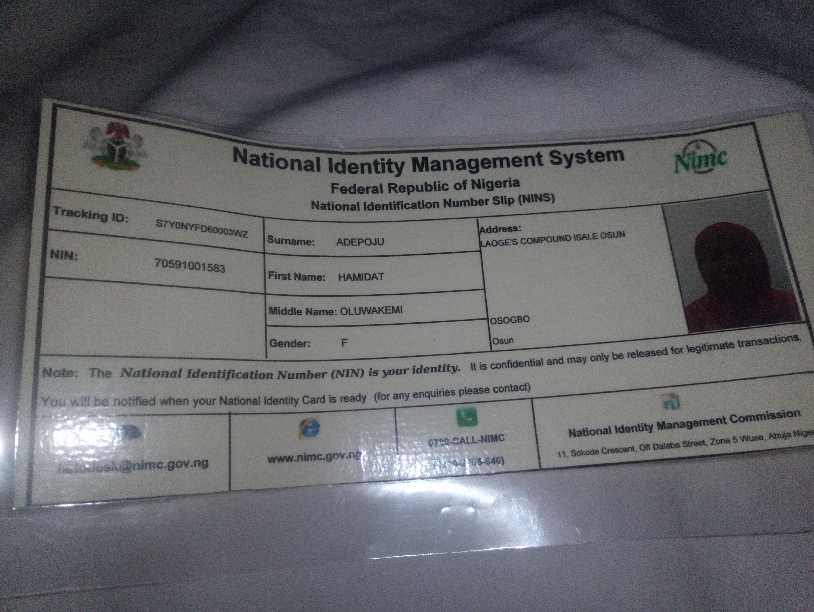 National Identity Management System
Federal Republic of Nigeria
National Identification Number Slip (NINS)
Nimc
Tracking ID: S7Y0NYFD60003WZ
NIN: 70591001583
Surname: ADEPOJU
First Name: HAMIDAT
Middle Name: OLUWAKEMI
Gender: F
Address:
LAOGE'S COMPOUND ISALE OSUN
OSOGBO
Osun
Note: The National Identification Number (NIN) is your identity. It is confidential and may only be released for legitimate transactions.
You will be notified when your National Identity Card is ready (for any enquiries please contact)
@nimc.gov.ng
www.nimc.gov.ng
0700-CALL-NIMC
National Identity Management Commission
11, Sokode Crescent, Off Dalaba Street, Zone 5 Wuse, Abuja